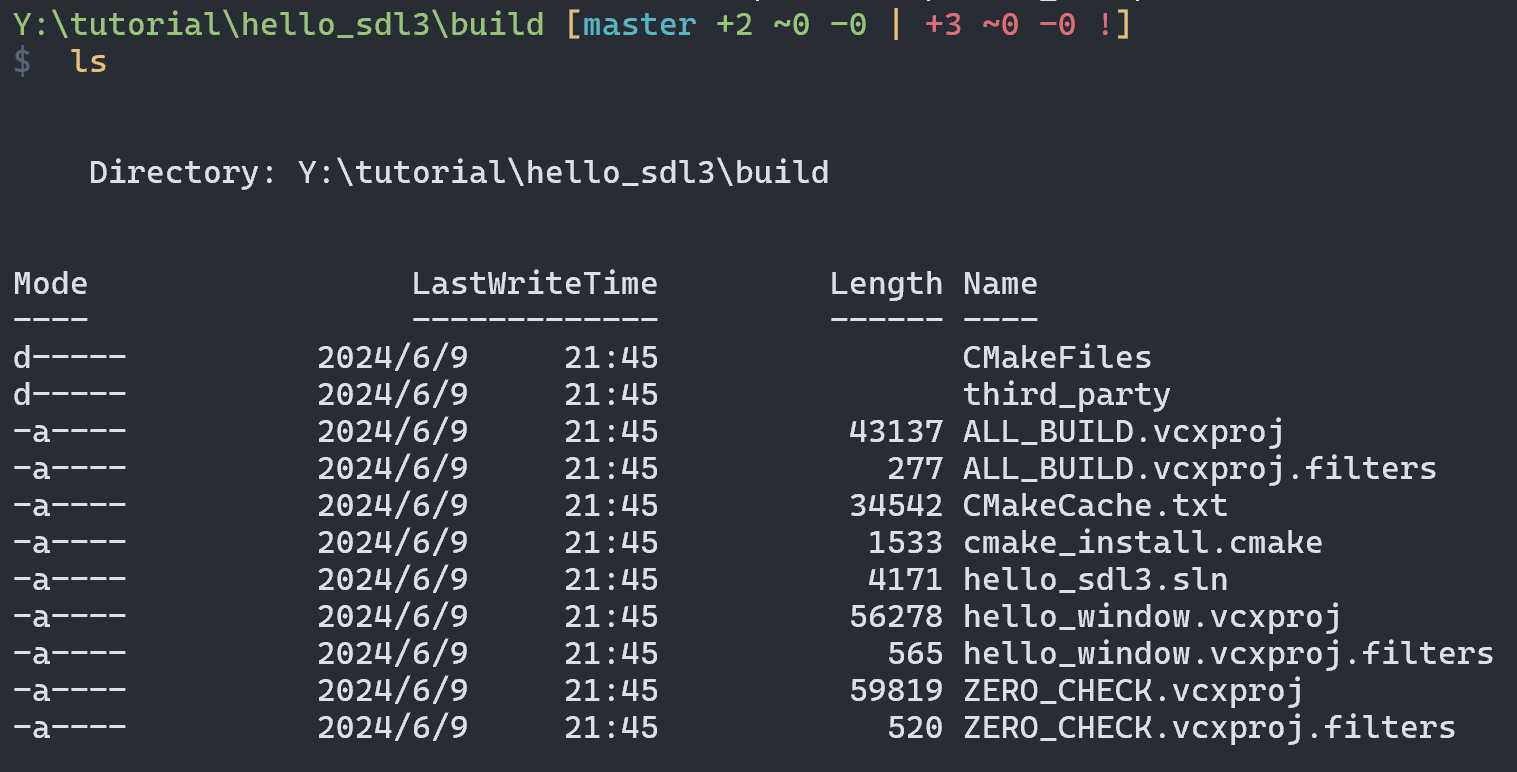 Y:\tutorial\hello_sdl3\build [master +2 ~0 -0 | +3 ~0 -0 !]
$ ls
Directory: Y:\tutorial\hello_sdl3\build
Mode LastWriteTime Length Name
---- ------------- ------ ----
d----- 2024/6/9 21:45 CMakeFiles
d----- 2024/6/9 21:45 third_party
-a---- 2024/6/9 21:45 43137 ALL_BUILD.vcxproj
-a---- 2024/6/9 21:45 277 ALL_BUILD.vcxproj.filters
-a---- 2024/6/9 21:45 34542 CMakeCache.txt
-a---- 2024/6/9 21:45 1533 cmake_install.cmake
-a---- 2024/6/9 21:45 4171 hello_sdl3.sln
-a---- 2024/6/9 21:45 56278 hello_window.vcxproj
-a---- 2024/6/9 21:45 565 hello_window.vcxproj.filters
-a---- 2024/6/9 21:45 59819 ZERO_CHECK.vcxproj
-a---- 2024/6/9 21:45 520 ZERO_CHECK.vcxproj.filters